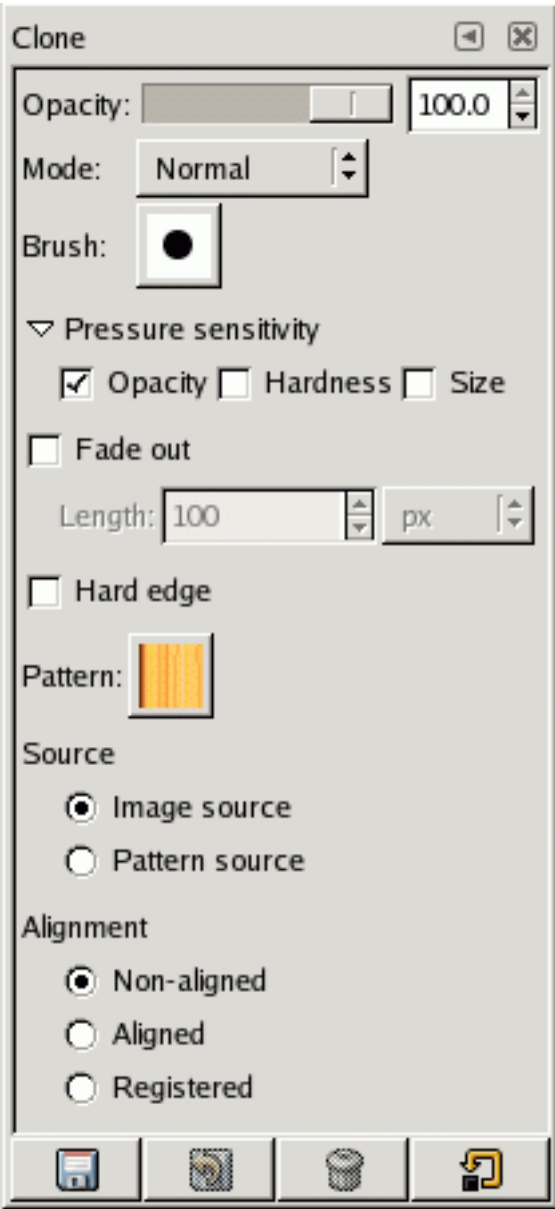 Clone
Opacity: 100.0
Mode: Normal
Brush:
Pressure sensitivity
Opacity Hardness Size
Fade out
Length: 100 px
Hard edge
Pattern:
Source
Image source
Pattern source
Alignment
Non-aligned
Aligned
Registered